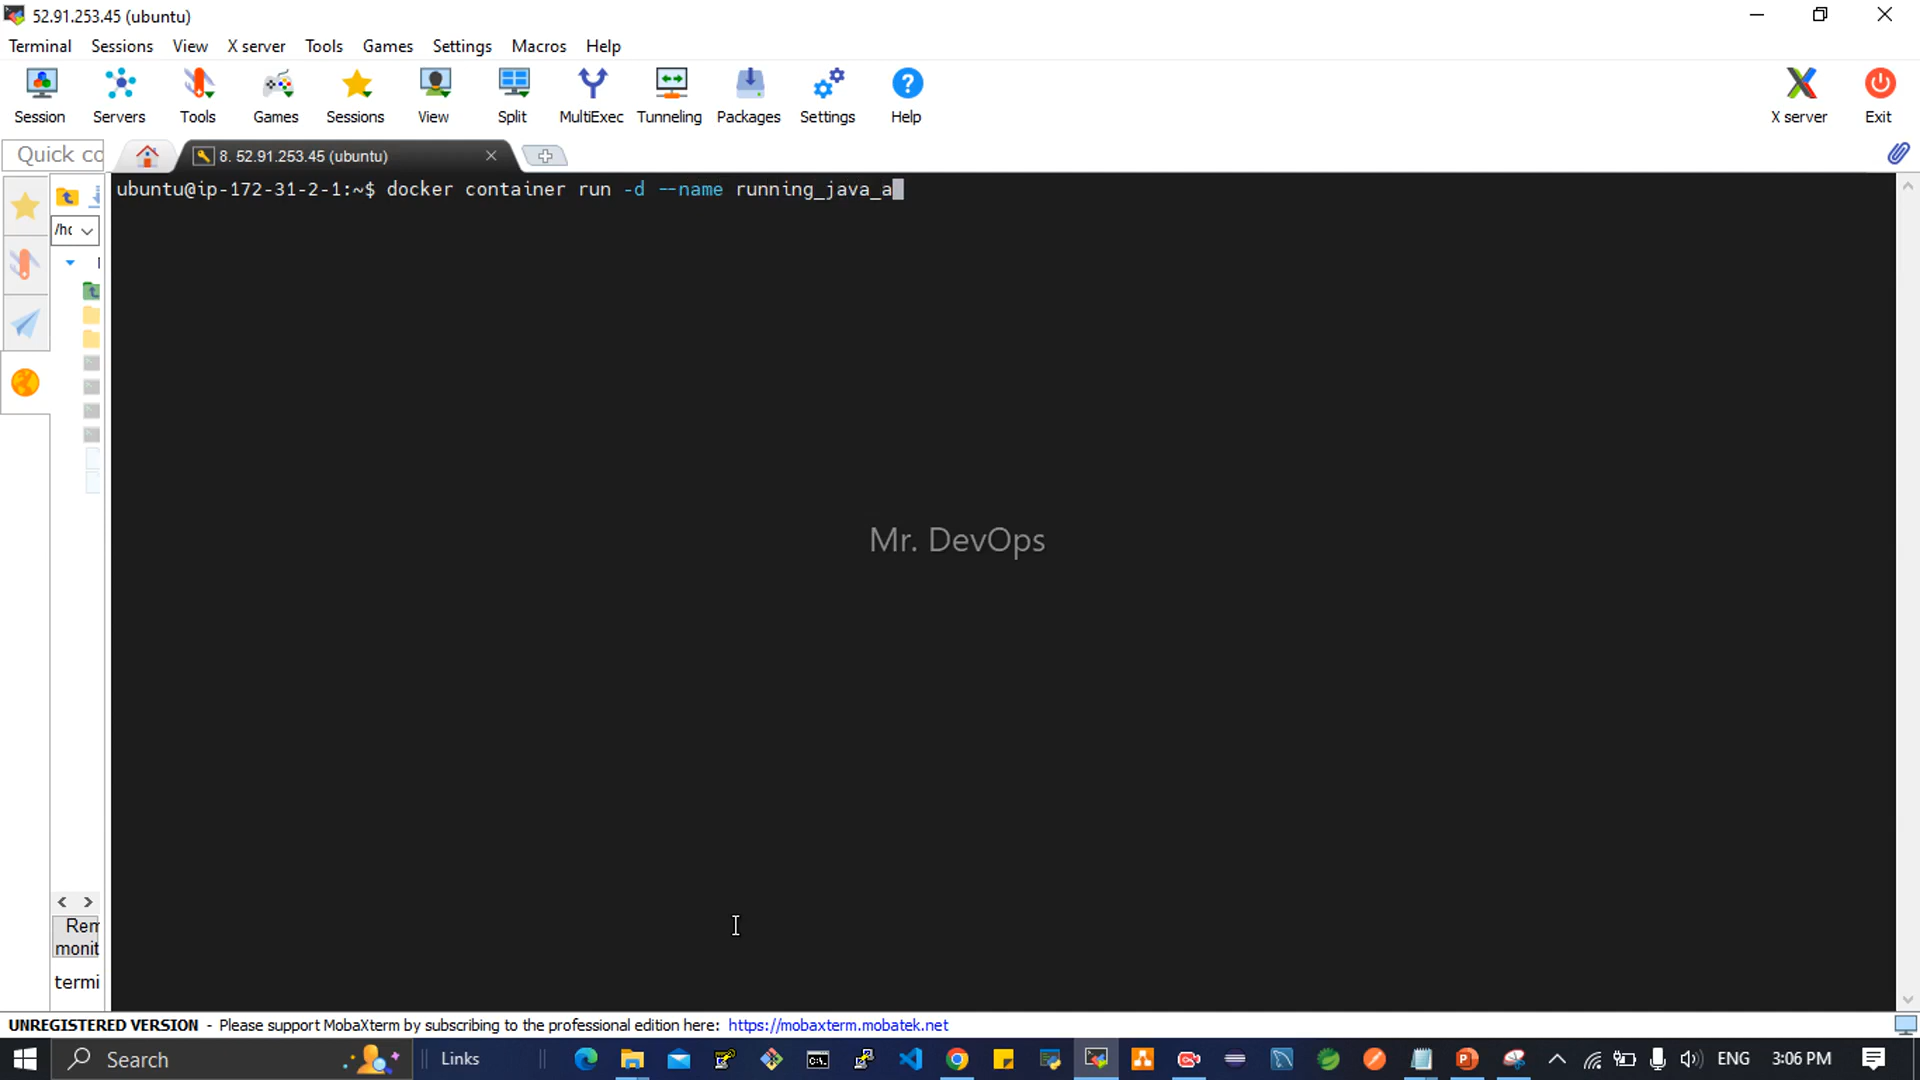 52.91.253.45 (ubuntu)
Terminal Sessions View X server Tools Games Settings Macros Help
Session Servers Tools Games Sessions View Split MultiExec Tunneling Packages Settings Help X server Exit
Quick co
8. 52.91.253.45 (ubuntu)
/hc
ubuntu@ip-172-31-2-1:~$ docker container run -d --name running_java_a
Mr. DevOps
Rem
monit
termi
UNREGISTERED VERSION - Please support MobaXterm by subscribing to the professional edition here: https://mobaxterm.mobatek.net
Search Links ENG 3:06 PM